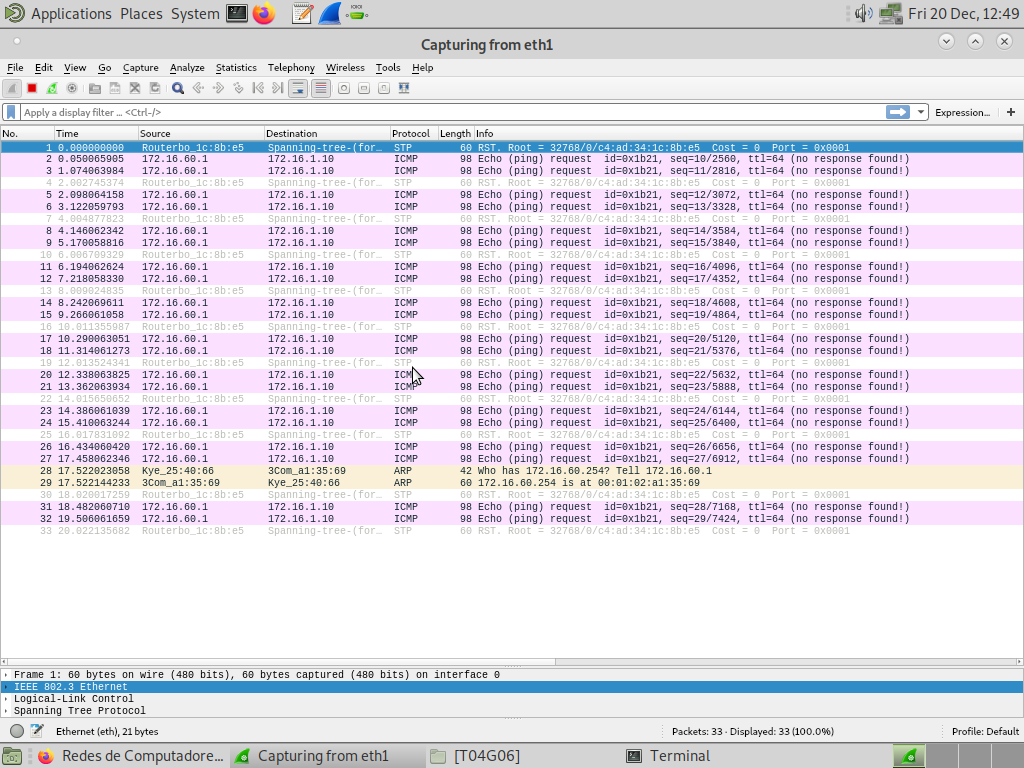 Applications Places System Fri 20 Dec, 12:49
Capturing from eth1
File Edit View Go Capture Analyze Statistics Telephony Wireless Tools Help
Apply a display filter ... <Ctrl-/> Expression... +
No. Time Source Destination Protocol Length Info
1 0.000000000 Routerbo_1c:8b:e5 Spanning-tree-(for… STP 60 RST. Root = 32768/0/c4:ad:34:1c:8b:e5 Cost = 0 Port = 0x0001
2 0.050065905 172.16.60.1 172.16.1.10 ICMP 98 Echo (ping) request id=0x1b21, seq=10/2560, ttl=64 (no response found!)
3 1.074063984 172.16.60.1 172.16.1.10 ICMP 98 Echo (ping) request id=0x1b21, seq=11/2816, ttl=64 (no response found!)
4 2.002745374 Routerbo_1c:8b:e5 Spanning-tree-(for… STP 60 RST. Root = 32768/0/c4:ad:34:1c:8b:e5 Cost = 0 Port = 0x0001
5 2.098064158 172.16.60.1 172.16.1.10 ICMP 98 Echo (ping) request id=0x1b21, seq=12/3072, ttl=64 (no response found!)
6 3.122059793 172.16.60.1 172.16.1.10 ICMP 98 Echo (ping) request id=0x1b21, seq=13/3328, ttl=64 (no response found!)
7 4.004877823 Routerbo_1c:8b:e5 Spanning-tree-(for… STP 60 RST. Root = 32768/0/c4:ad:34:1c:8b:e5 Cost = 0 Port = 0x0001
8 4.146062342 172.16.60.1 172.16.1.10 ICMP 98 Echo (ping) request id=0x1b21, seq=14/3584, ttl=64 (no response found!)
9 5.170058816 172.16.60.1 172.16.1.10 ICMP 98 Echo (ping) request id=0x1b21, seq=15/3840, ttl=64 (no response found!)
10 6.006709329 Routerbo_1c:8b:e5 Spanning-tree-(for… STP 60 RST. Root = 32768/0/c4:ad:34:1c:8b:e5 Cost = 0 Port = 0x0001
11 6.194062624 172.16.60.1 172.16.1.10 ICMP 98 Echo (ping) request id=0x1b21, seq=16/4096, ttl=64 (no response found!)
12 7.218058330 172.16.60.1 172.16.1.10 ICMP 98 Echo (ping) request id=0x1b21, seq=17/4352, ttl=64 (no response found!)
13 8.009024835 Routerbo_1c:8b:e5 Spanning-tree-(for… STP 60 RST. Root = 32768/0/c4:ad:34:1c:8b:e5 Cost = 0 Port = 0x0001
14 8.242069611 172.16.60.1 172.16.1.10 ICMP 98 Echo (ping) request id=0x1b21, seq=18/4608, ttl=64 (no response found!)
15 9.266061058 172.16.60.1 172.16.1.10 ICMP 98 Echo (ping) request id=0x1b21, seq=19/4864, ttl=64 (no response found!)
16 10.011355987 Routerbo_1c:8b:e5 Spanning-tree-(for… STP 60 RST. Root = 32768/0/c4:ad:34:1c:8b:e5 Cost = 0 Port = 0x0001
17 10.290063051 172.16.60.1 172.16.1.10 ICMP 98 Echo (ping) request id=0x1b21, seq=20/5120, ttl=64 (no response found!)
18 11.314061273 172.16.60.1 172.16.1.10 ICMP 98 Echo (ping) request id=0x1b21, seq=21/5376, ttl=64 (no response found!)
19 12.013524341 Routerbo_1c:8b:e5 Spanning-tree-(for… STP 60 RST. Root = 32768/0/c4:ad:34:1c:8b:e5 Cost = 0 Port = 0x0001
20 12.338063825 172.16.60.1 172.16.1.10 ICMP 98 Echo (ping) request id=0x1b21, seq=22/5632, ttl=64 (no response found!)
21 13.362063934 172.16.60.1 172.16.1.10 ICMP 98 Echo (ping) request id=0x1b21, seq=23/5888, ttl=64 (no response found!)
22 14.015650652 Routerbo_1c:8b:e5 Spanning-tree-(for… STP 60 RST. Root = 32768/0/c4:ad:34:1c:8b:e5 Cost = 0 Port = 0x0001
23 14.386061039 172.16.60.1 172.16.1.10 ICMP 98 Echo (ping) request id=0x1b21, seq=24/6144, ttl=64 (no response found!)
24 15.410063244 172.16.60.1 172.16.1.10 ICMP 98 Echo (ping) request id=0x1b21, seq=25/6400, ttl=64 (no response found!)
25 16.017831092 Routerbo_1c:8b:e5 Spanning-tree-(for… STP 60 RST. Root = 32768/0/c4:ad:34:1c:8b:e5 Cost = 0 Port = 0x0001
26 16.434060420 172.16.60.1 172.16.1.10 ICMP 98 Echo (ping) request id=0x1b21, seq=26/6656, ttl=64 (no response found!)
27 17.458062346 172.16.60.1 172.16.1.10 ICMP 98 Echo (ping) request id=0x1b21, seq=27/6912, ttl=64 (no response found!)
28 17.522023058 Kye_25:40:66 3Com_a1:35:69 ARP 42 Who has 172.16.60.254? Tell 172.16.60.1
29 17.522144233 3Com_a1:35:69 Kye_25:40:66 ARP 60 172.16.60.254 is at 00:01:02:a1:35:69
30 18.020017259 Routerbo_1c:8b:e5 Spanning-tree-(for… STP 60 RST. Root = 32768/0/c4:ad:34:1c:8b:e5 Cost = 0 Port = 0x0001
31 18.482060710 172.16.60.1 172.16.1.10 ICMP 98 Echo (ping) request id=0x1b21, seq=28/7168, ttl=64 (no response found!)
32 19.506061659 172.16.60.1 172.16.1.10 ICMP 98 Echo (ping) request id=0x1b21, seq=29/7424, ttl=64 (no response found!)
33 20.022135682 Routerbo_1c:8b:e5 Spanning-tree-(for… STP 60 RST. Root = 32768/0/c4:ad:34:1c:8b:e5 Cost = 0 Port = 0x0001
Frame 1: 60 bytes on wire (480 bits), 60 bytes captured (480 bits) on interface 0
IEEE 802.3 Ethernet
Logical-Link Control
Spanning Tree Protocol
Ethernet (eth), 21 bytes Packets: 33 · Displayed: 33 (100.0%) Profile: Default
Redes de Computadore... Capturing from eth1 [T04G06] Terminal